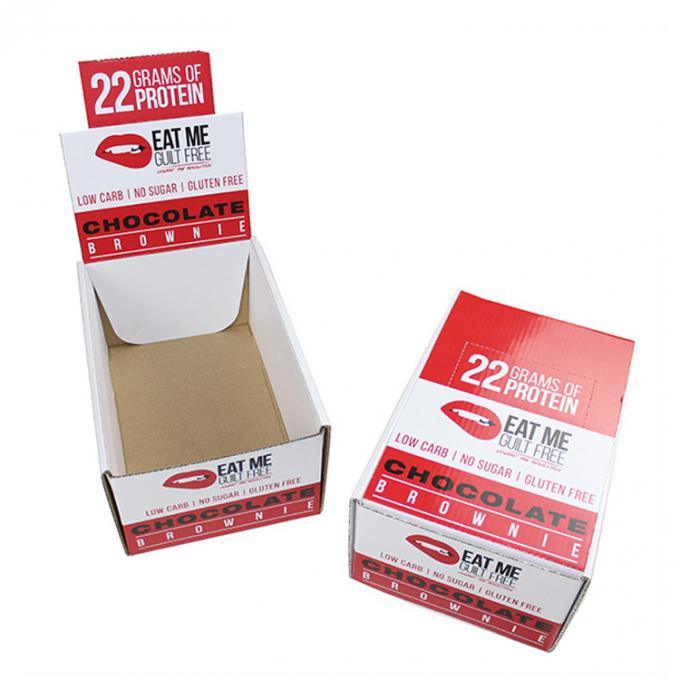 22 GRAMS OF
PROTEIN
EAT ME
GUILT FREE
LOW CARB | NO SUGAR | GLUTEN FREE
CHOCOLATE
BROWNIE
EAT ME
GUILT FREE
LOW CARB | NO SUGAR | GLUTEN FREE
CHOCOLATE
BROWNIE
22 GRAMS OF
PROTEIN
EAT ME
GUILT FREE
LOW CARB | NO SUGAR | GLUTEN FREE
CHOCOLATE
BROWNIE
EAT ME
GUILT FREE
LOW CARB | NO SUGAR | GLUTEN FREE
CHOCOLATE
BROWNIE